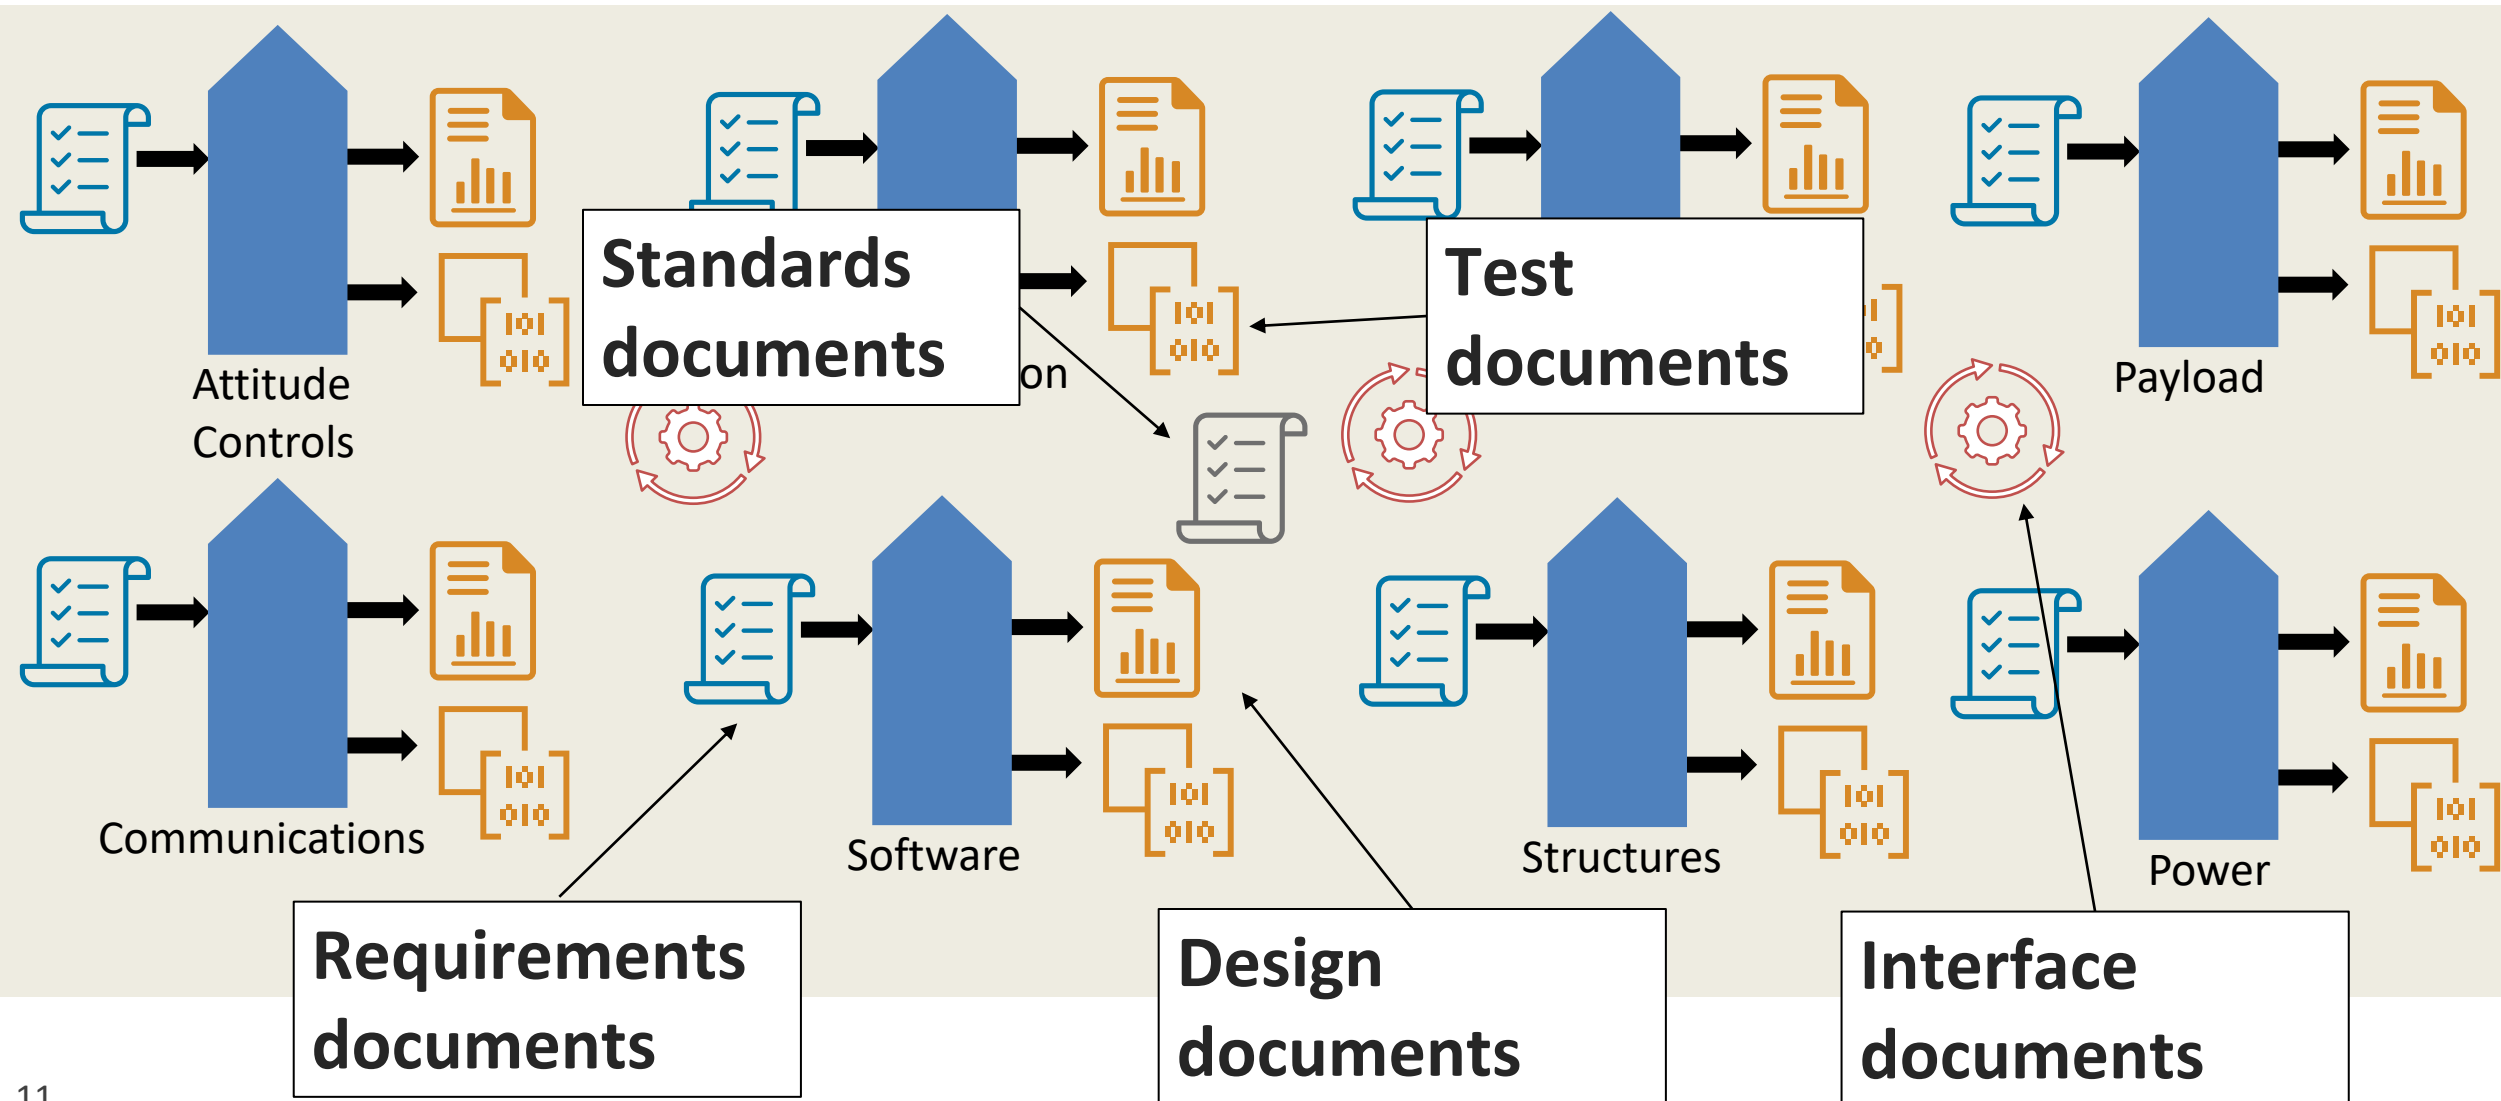 Standards
documents
Test
documents
on
Attitude
Controls
Payload
Communications
Software
Structures
Power
Requirements
documents
Design
documents
Interface
documents
11